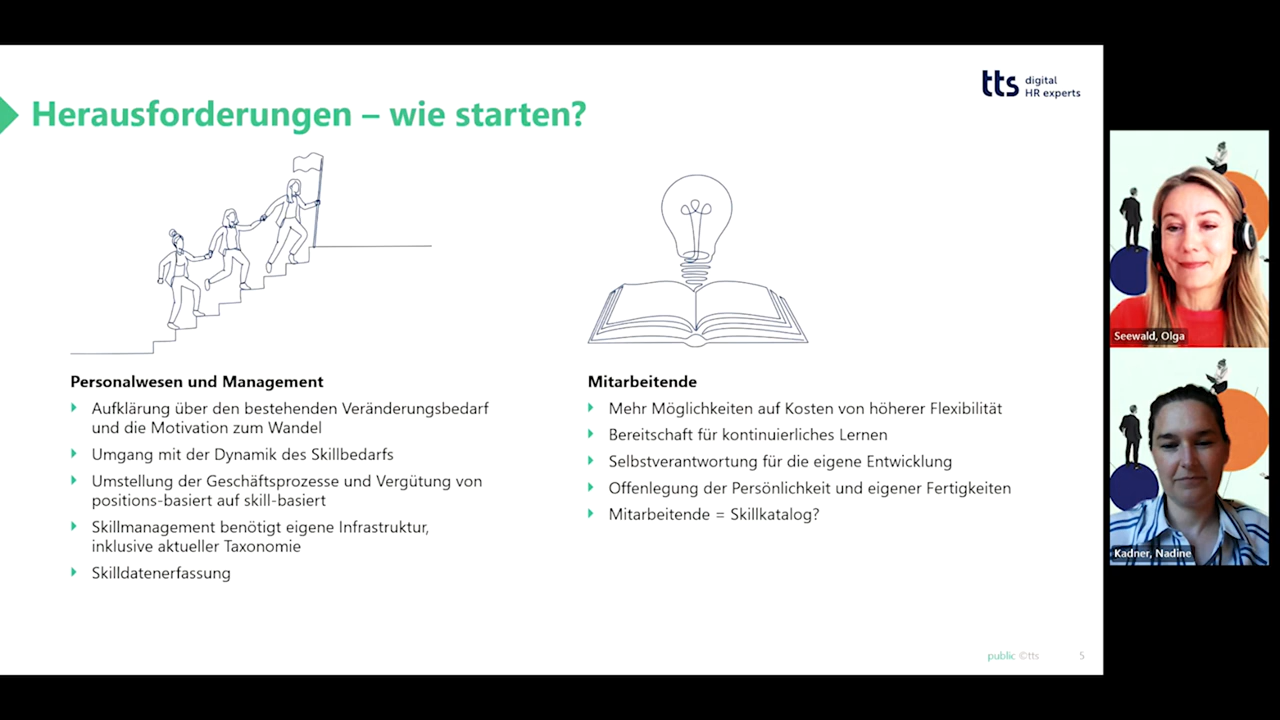 tts digital
HR experts
Herausforderungen – wie starten?
Personalwesen und Management
Aufklärung über den bestehenden Veränderungsbedarf
und die Motivation zum Wandel
Umgang mit der Dynamik des Skillbedarfs
Umstellung der Geschäftsprozesse und Vergütung von
positions-basiert auf skill-basiert
Skillmanagement benötigt eigene Infrastruktur,
inklusive aktueller Taxonomie
Skilldatenerfassung
Mitarbeitende
Mehr Möglichkeiten auf Kosten von höherer Flexibilität
Bereitschaft für kontinuierliches Lernen
Selbstverantwortung für die eigene Entwicklung
Offenlegung der Persönlichkeit und eigener Fertigkeiten
Mitarbeitende = Skillkatalog?
public ©tts 5
Seewald, Olga
Kadner, Nadine